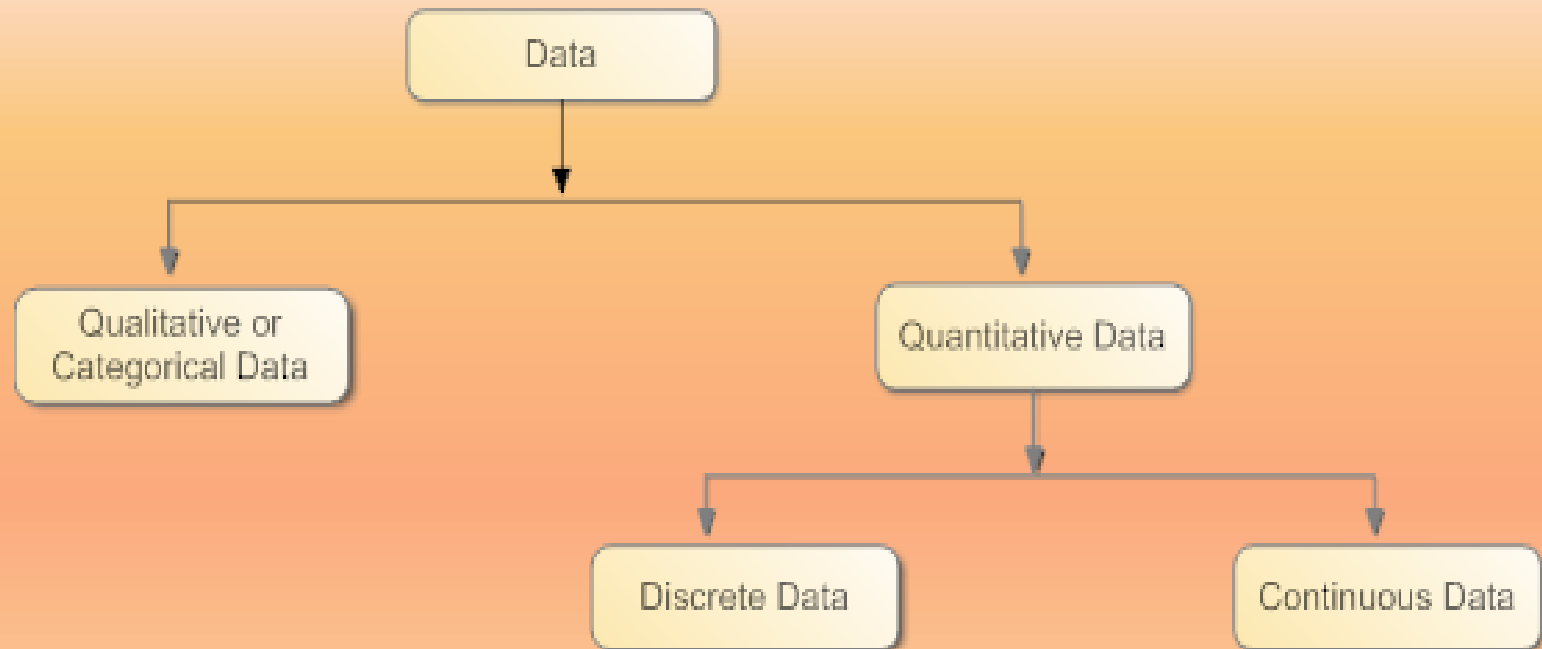 Data
Qualitative or
Categorical Data
Quantitative Data
Discrete Data
Continuous Data